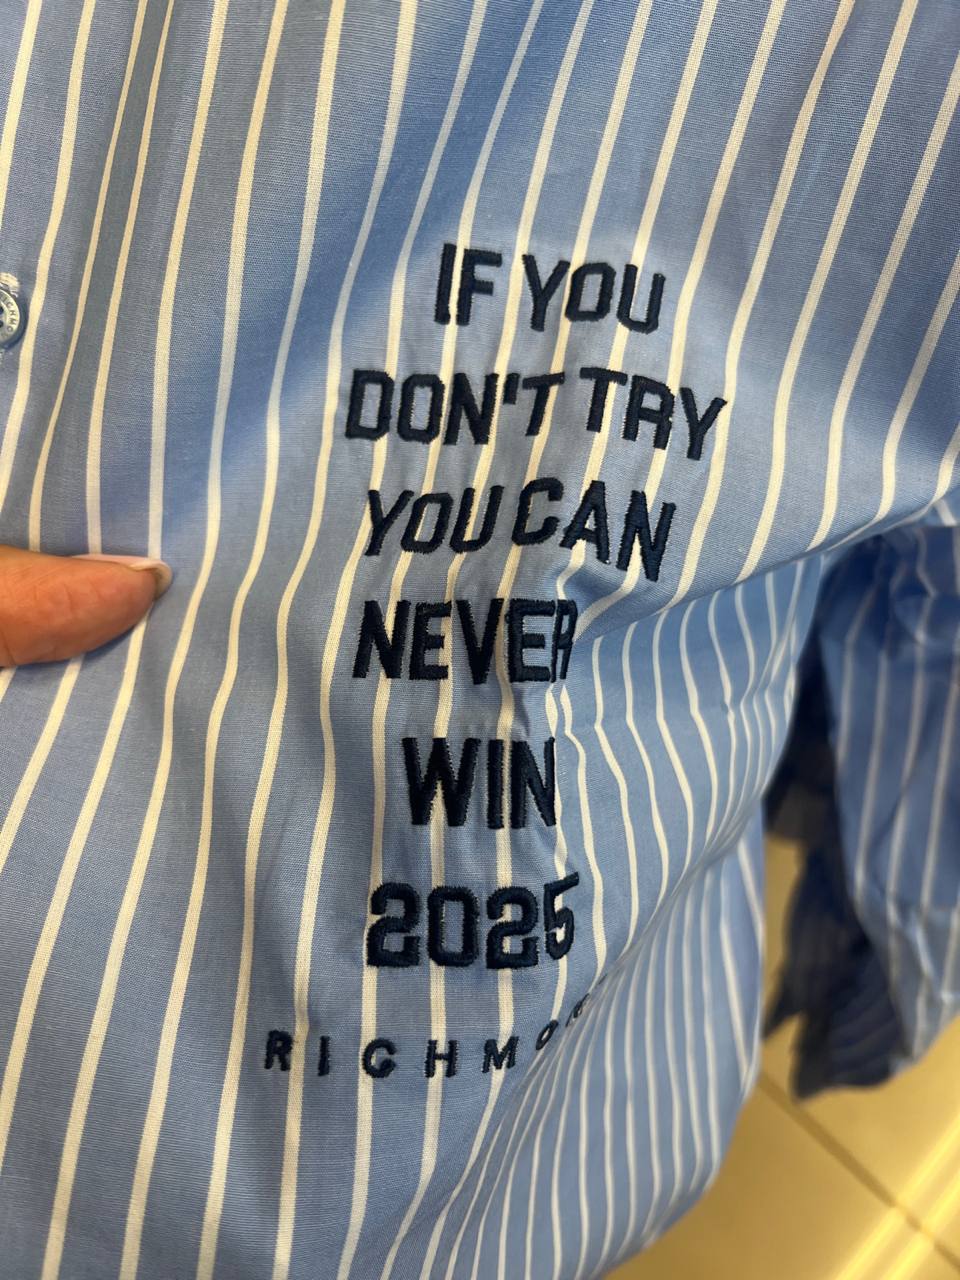 IF YOU
DON'T TRY
YOU CAN
NEVER
WIN
2025